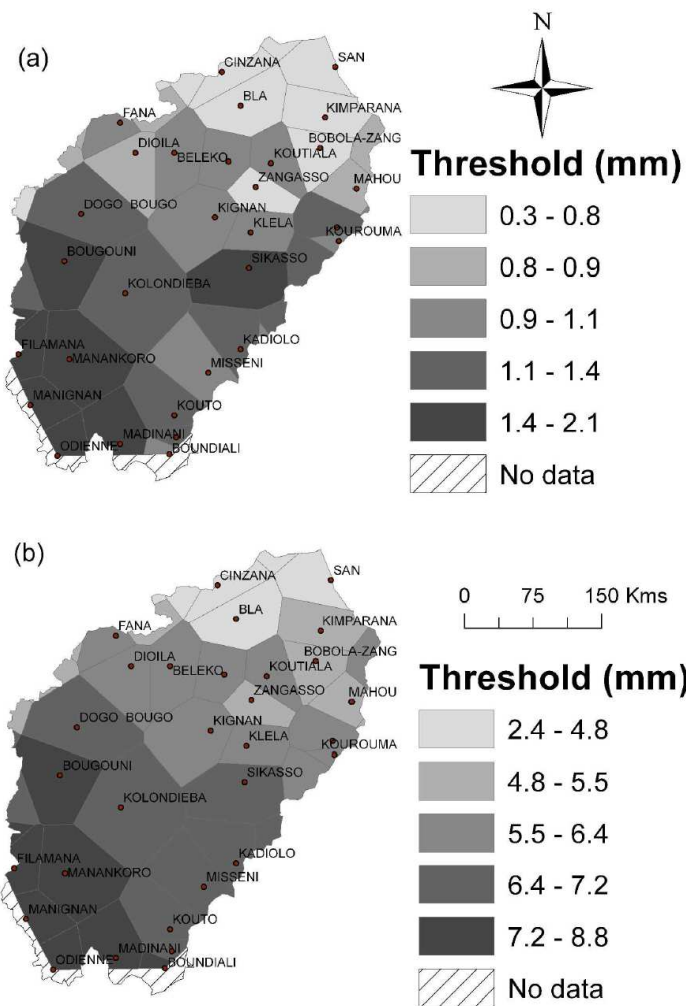 (a)
N
CINZANA
SAN
BLA
KIMPARANA
FANA
BOBOLA-ZANG
DIOILA
BELEKO
KOUTIALA
ZANGASSO
MAHOU
DOGO BOUGO
KIGNAN
KLELA
KOUROUMA
BOUGOUNI
SIKASSO
KOLONDIEBA
FILAMANA
MANANKORO
KADIOLO
MISSENI
MANIGNAN
KOUTO
ODIENNE
MADINANI
BOUNDIALI
Threshold (mm)
0.3 - 0.8
0.8 - 0.9
0.9 - 1.1
1.1 - 1.4
1.4 - 2.1
No data
(b)
CINZANA
SAN
BLA
KIMPARANA
FANA
BOBOLA-ZANG
DIOILA
BELEKO
KOUTIALA
ZANGASSO
MAHOU
DOGO BOUGO
KIGNAN
KLELA
KOUROUMA
BOUGOUNI
SIKASSO
KOLONDIEBA
FILAMANA
MANANKORO
KADIOLO
MISSENI
MANIGNAN
KOUTO
ODIENNE
MADINANI
BOUNDIALI
0 75 150 Kms
Threshold (mm)
2.4 - 4.8
4.8 - 5.5
5.5 - 6.4
6.4 - 7.2
7.2 - 8.8
No data